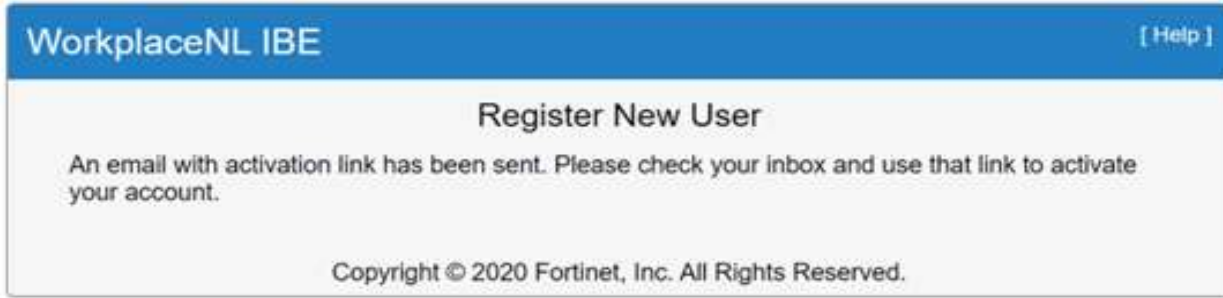 WorkplaceNL IBE
[ Help ]
Register New User
An email with activation link has been sent. Please check your inbox and use that link to activate
your account.
Copyright © 2020 Fortinet, Inc. All Rights Reserved.